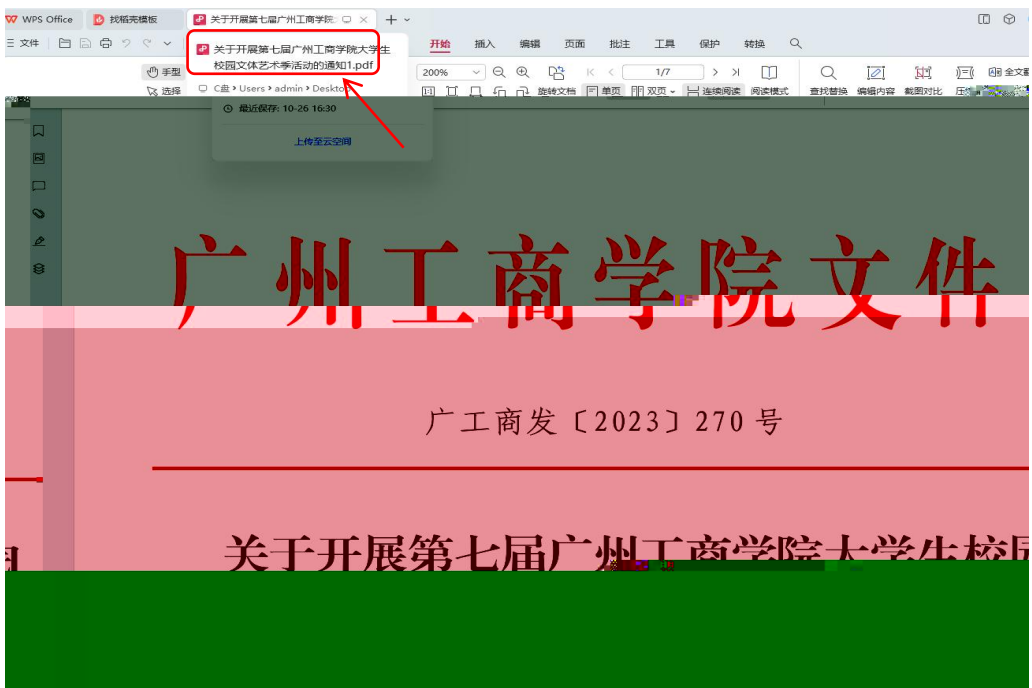 WPS Office 找稻壳模板 关于开展第七届广州工商学院
三 文件 开始 插入 编辑 页面 批注 工具 保护 转换
关于开展第七届广州工商学院大学生
校园文体艺术季活动的通知1.pdf
手型 200% 1/7
选择 C盘 › Users › admin › Desktop 旋转文档 单页 双页 连续阅读 阅读模式 查找替换 编辑内容 截图对比
最近保存: 10-26 16:30
上传至云空间
广州工商学院文件
广工商发〔2023〕270 号
关于开展第七届广州工商学院大学生校园